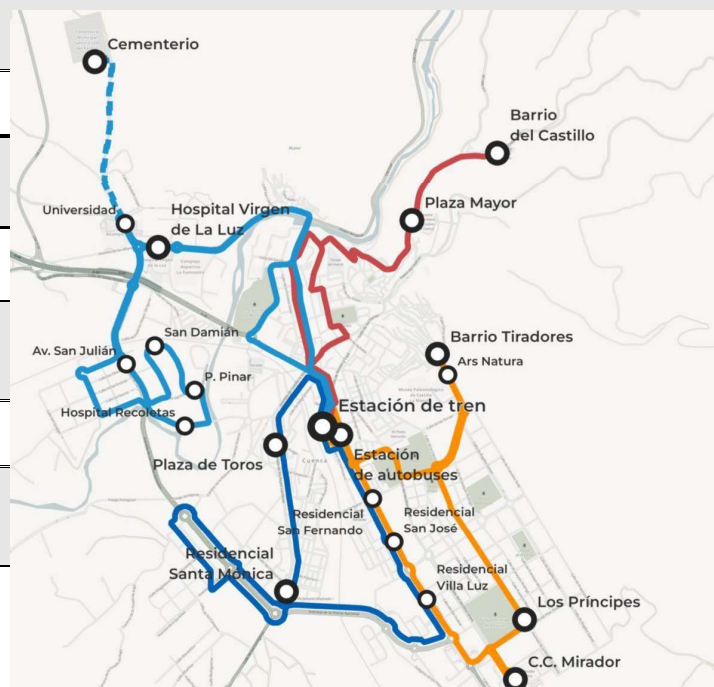 Cementerio
Barrio
del Castillo
Universidad
Hospital Virgen
de La Luz
Plaza Mayor
San Damián
Av. San Julián
Barrio Tiradores
Ars Natura
P. Pinar
Hospital Recoletas
Estación de tren
Plaza de Toros
Estación
de autobuses
Cuenca
Residencial
San Fernando
Residencial
San José
Residencial
Santa Mónica
Residencial
Villa Luz
Los Príncipes
C.C. Mirador